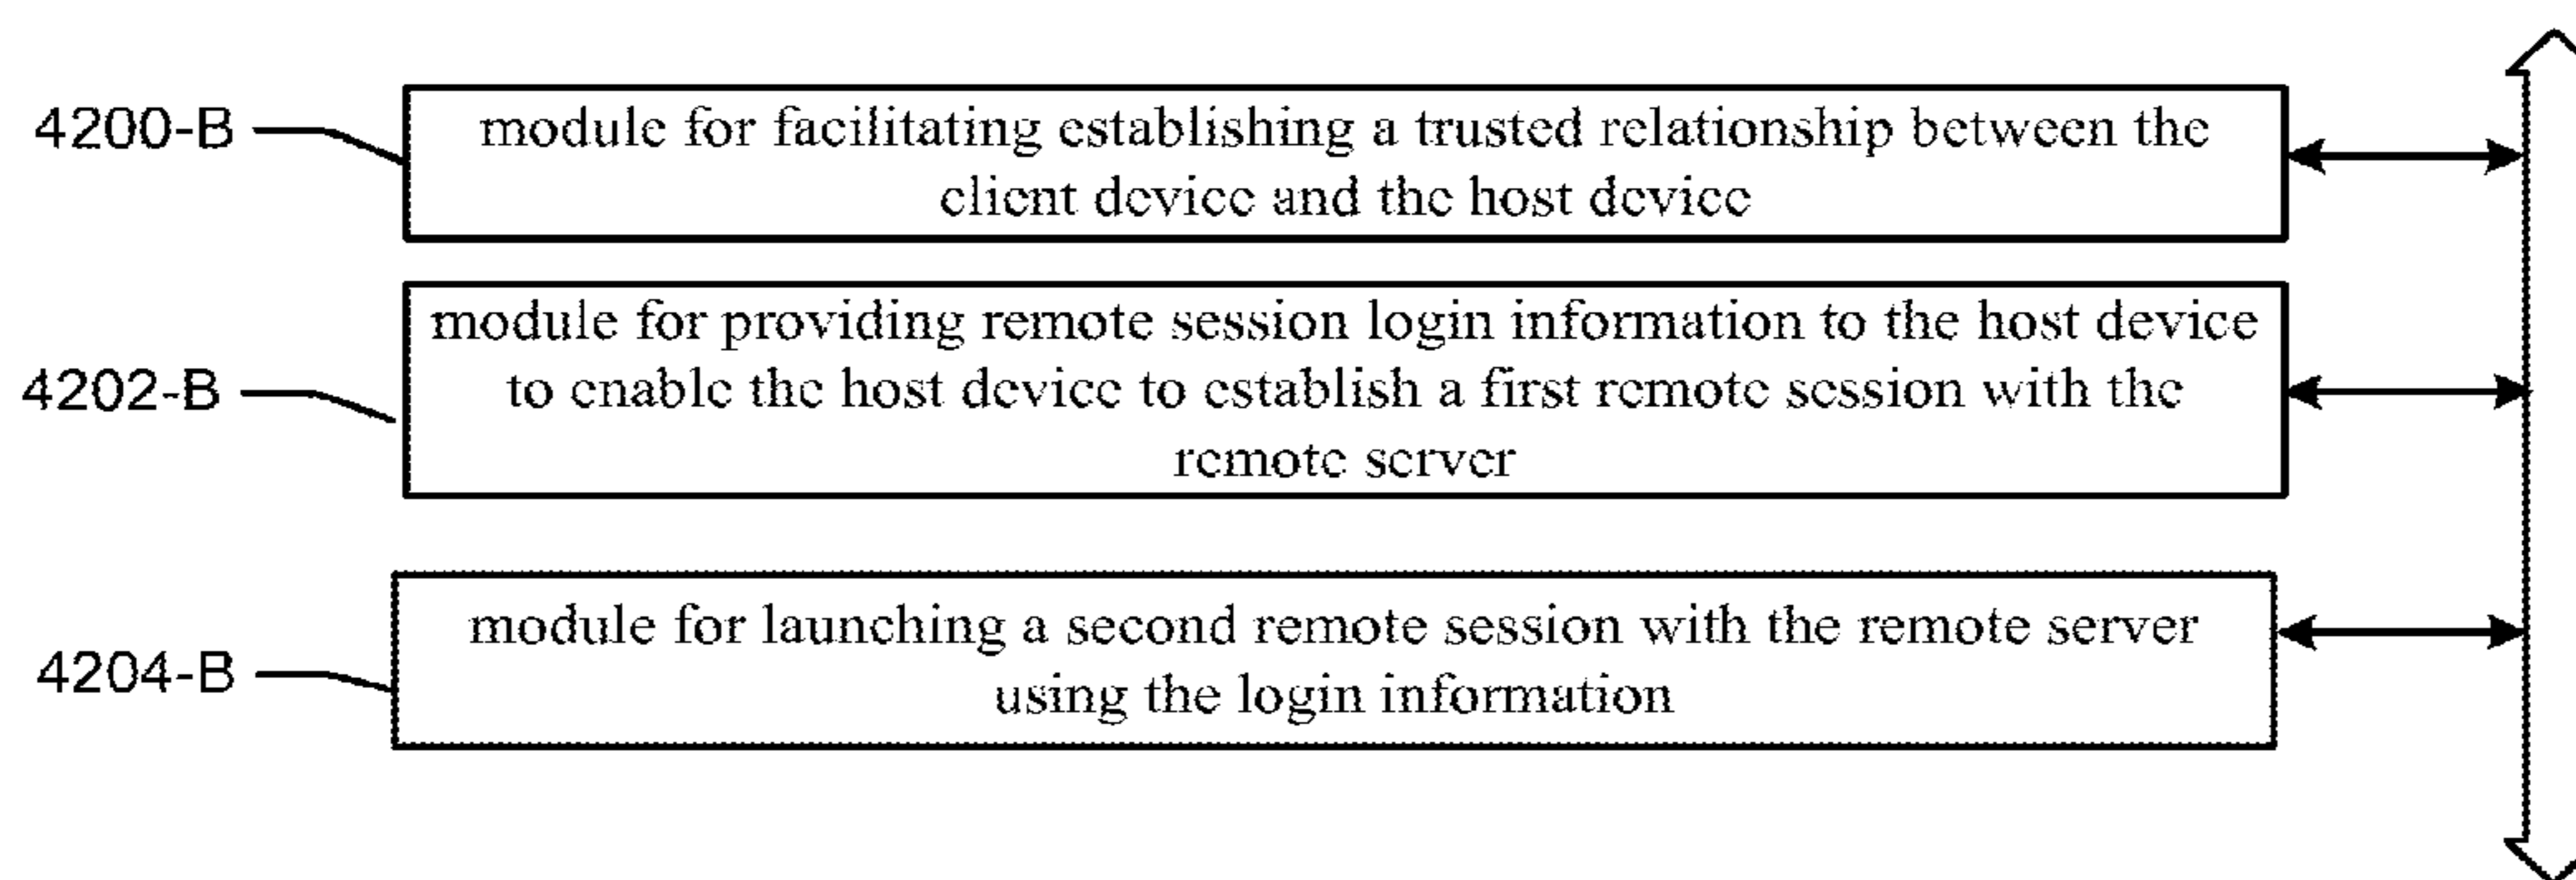 4200-B
module for facilitating establishing a trusted relationship between the
client device and the host device
4202-B
module for providing remote session login information to the host device
to enable the host device to establish a first remote session with the
remote server
4204-B
module for launching a second remote session with the remote server
using the login information